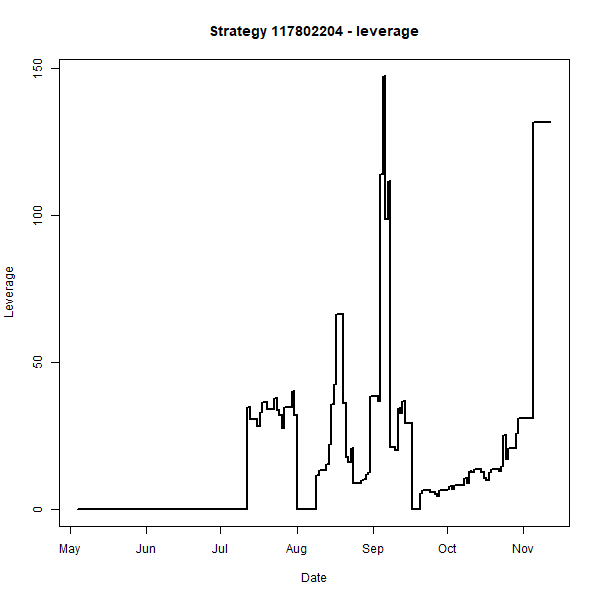 Strategy 117802204 - leverage
Leverage
150
100
50
0
May Jun Jul Aug Sep Oct Nov
Date